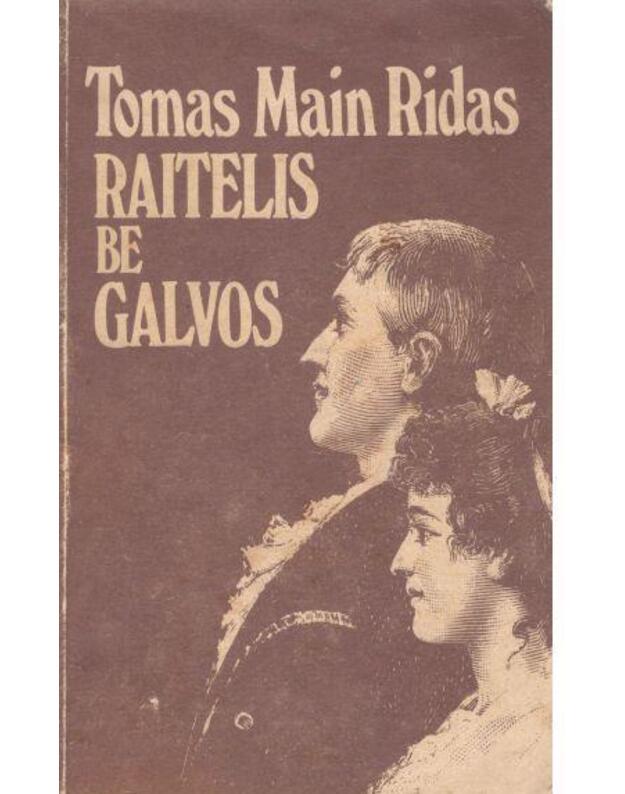 Tomas Main Ridas
RAITELIS
BE
GALVOS